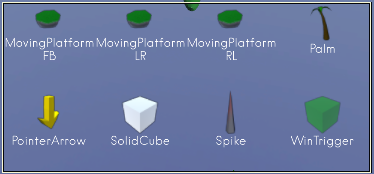 MovingPlatform MovingPlatform MovingPlatform Palm
FB LR RL
PointerArrow SolidCube Spike WinTrigger